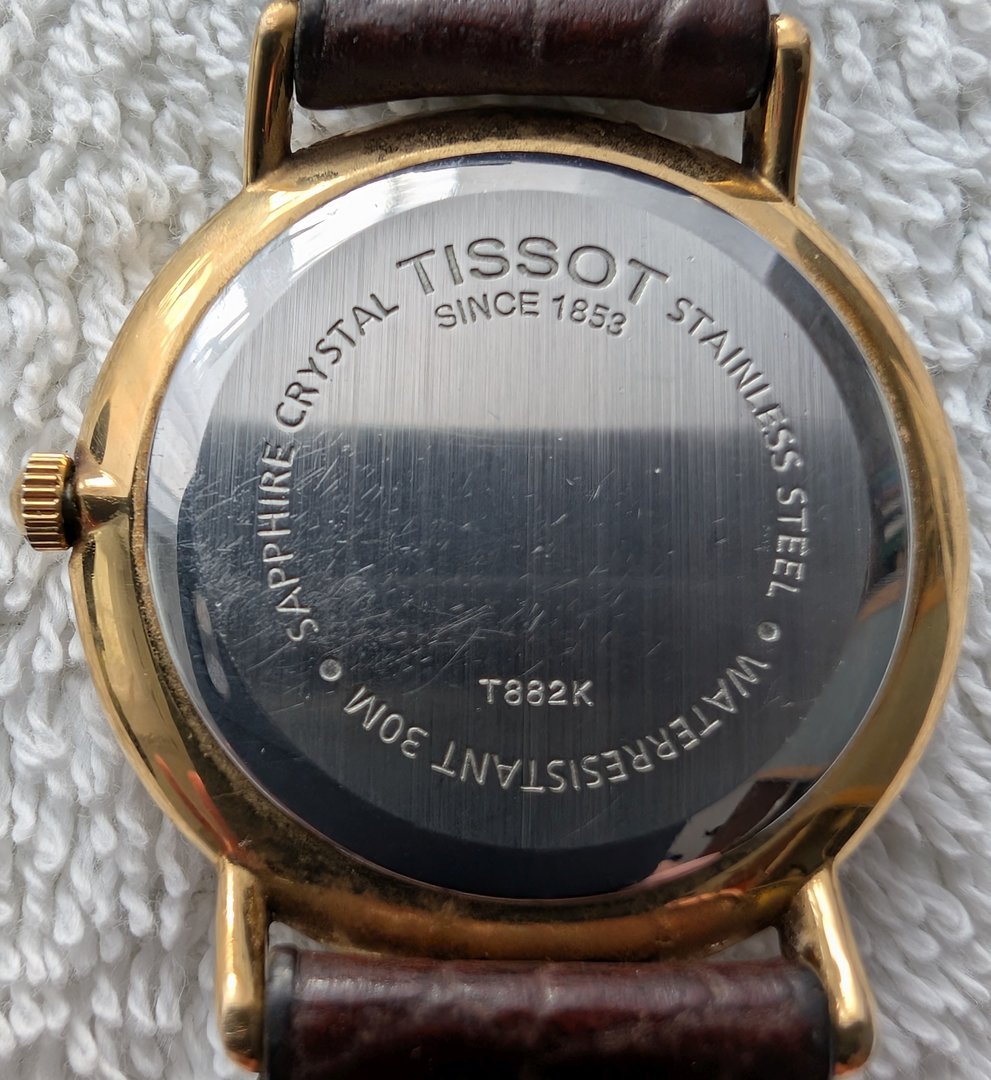 TISSOT
SINCE 1853
SAPPHIRE CRYSTAL
STAINLESS STEEL
• WATERRESISTANT 30M •
T882K